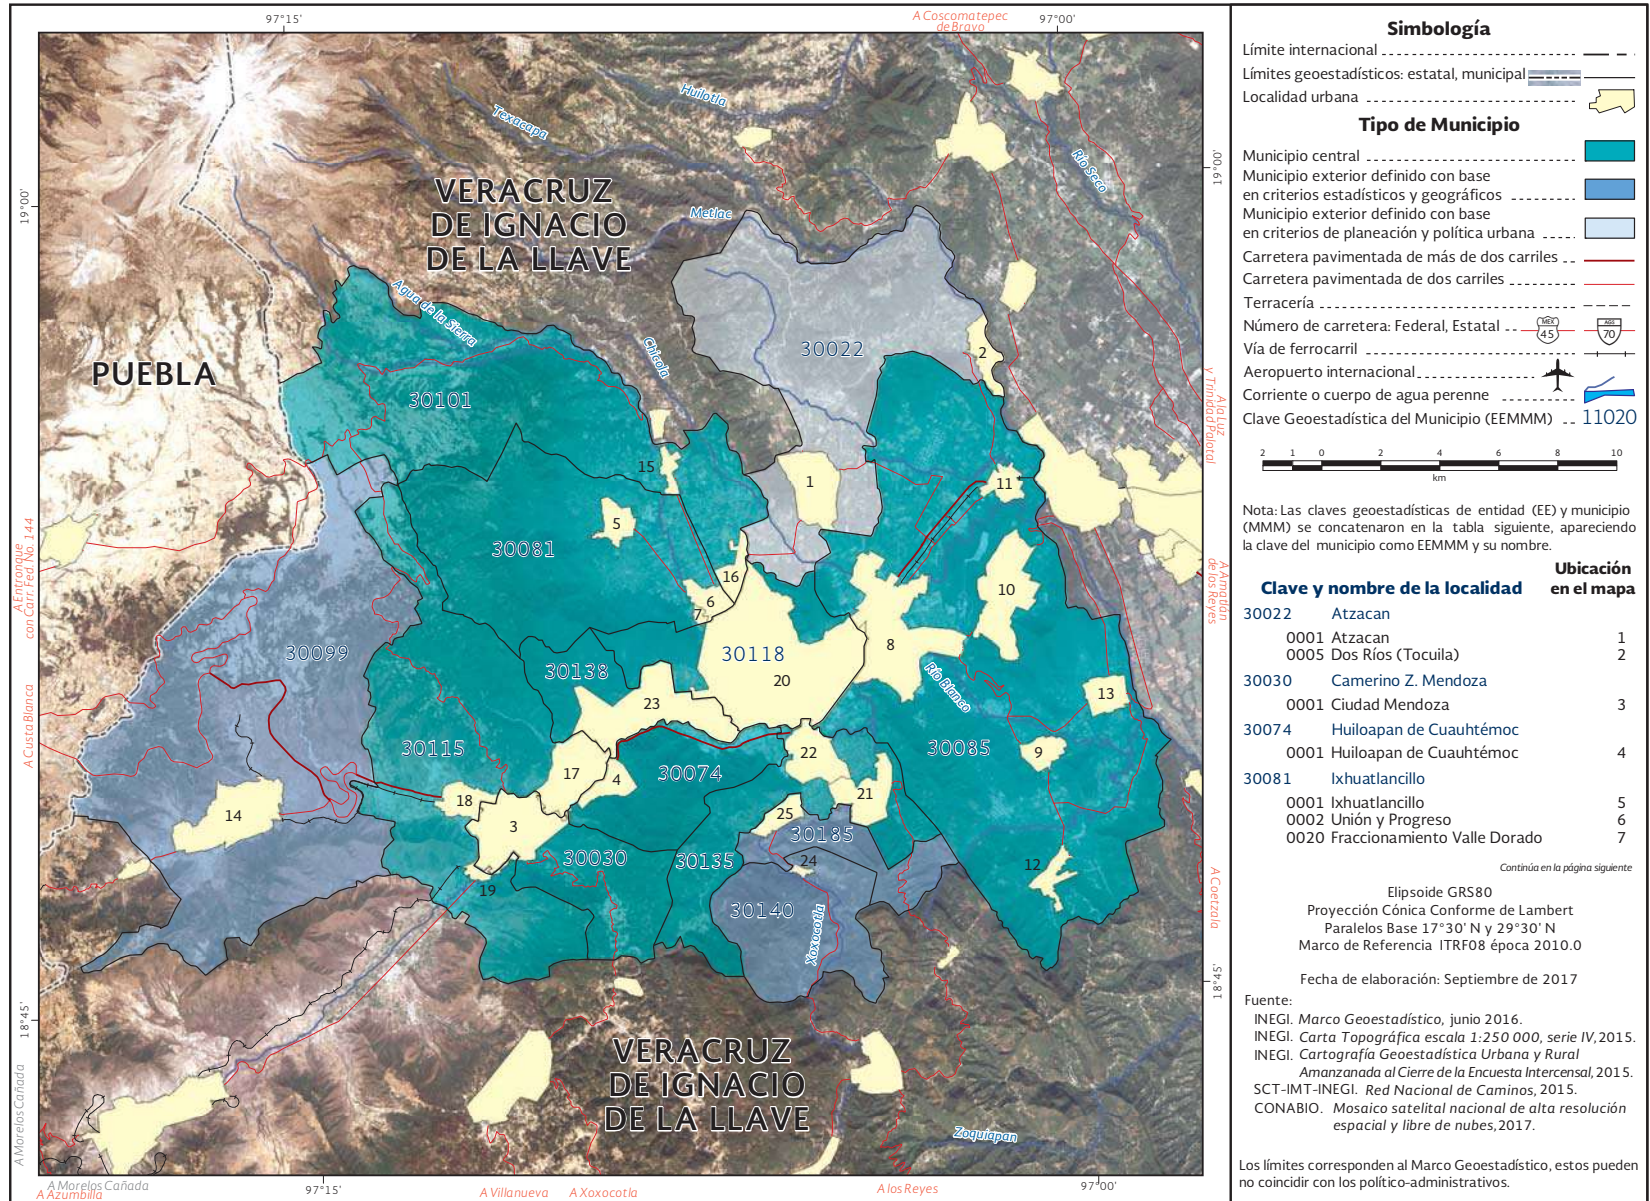 97°15'
A Coscomatepec
de Bravo
97°00'
19°00'
19°00'
Huilotla
Texacapa
Río Seco
VERACRUZ
DE IGNACIO
DE LA LLAVE
Metlac
Agua de la Sierra
Chicola
30022
2
PUEBLA
30101
A la Luz
y Trinidad Palotal
15
1
11
5
30081
A Entronque
con Carr. Fed. No. 144
A Amatlán
de los Reyes
16
6
7
10
30099
30138
30118
8
20
Río Blanco
23
13
A Custa Blanca
30115
22
30085
9
17
4
30074
14
18
3
21
25
30185
30030
30135
24
12
19
A Coetzala
30140
Xoxocotla
18°45'
18°45'
VERACRUZ
DE IGNACIO
DE LA LLAVE
Zoquiapan
A Morelos Cañada
A Morelos Cañada
A Azumbilla
97°15'
A Villanueva
A Xoxocotla
A los Reyes
97°00'
Simbología
Límite internacional
Límites geoestadísticos: estatal, municipal
Localidad urbana
Tipo de Municipio
Municipio central
Municipio exterior definido con base
en criterios estadísticos y geográficos
Municipio exterior definido con base
en criterios de planeación y política urbana
Carretera pavimentada de más de dos carriles
Carretera pavimentada de dos carriles
Terracería
Número de carretera: Federal, Estatal MEX 45 AGS 70
Vía de ferrocarril
Aeropuerto internacional
Corriente o cuerpo de agua perenne
Clave Geoestadística del Municipio (EEMMM) 11020
2 1 0 2 4 6 8 10
km
Nota: Las claves geoestadísticas de entidad (EE) y municipio
(MMM) se concatenaron en la tabla siguiente, apareciendo
la clave del municipio como EEMMM y su nombre.
Clave y nombre de la localidad Ubicación
en el mapa
30022 Atzacan
0001 Atzacan 1
0005 Dos Ríos (Tocuila) 2
30030 Camerino Z. Mendoza
0001 Ciudad Mendoza 3
30074 Huiloapan de Cuauhtémoc
0001 Huiloapan de Cuauhtémoc 4
30081 Ixhuatlancillo
0001 Ixhuatlancillo 5
0002 Unión y Progreso 6
0020 Fraccionamiento Valle Dorado 7
Continúa en la página siguiente
Elipsoide GRS80
Proyección Cónica Conforme de Lambert
Paralelos Base 17°30' N y 29°30' N
Marco de Referencia ITRF08 época 2010.0
Fecha de elaboración: Septiembre de 2017
Fuente:
INEGI. Marco Geoestadístico, junio 2016.
INEGI. Carta Topográfica escala 1:250 000, serie IV, 2015.
INEGI. Cartografía Geoestadística Urbana y Rural
Amanzanada al Cierre de la Encuesta Intercensal, 2015.
SCT-IMT-INEGI. Red Nacional de Caminos, 2015.
CONABIO. Mosaico satelital nacional de alta resolución
espacial y libre de nubes, 2017.
Los límites corresponden al Marco Geoestadístico, estos pueden
no coincidir con los político-administrativos.